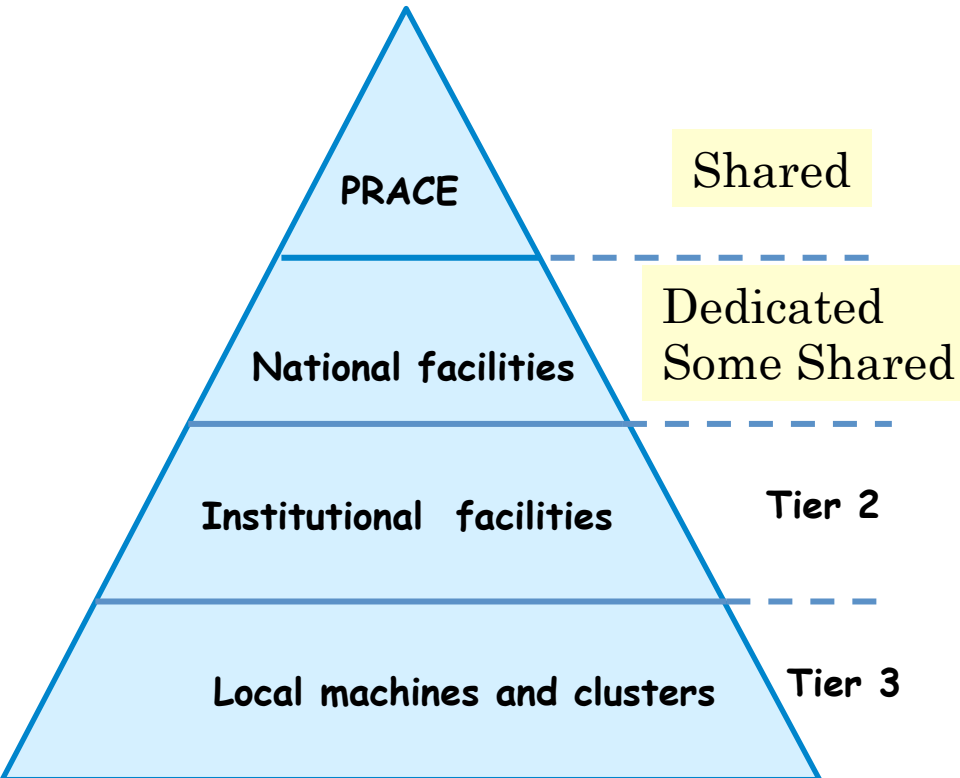 PRACE
Shared
Dedicated
Some Shared
National facilities
Institutional facilities
Tier 2
Local machines and clusters
Tier 3